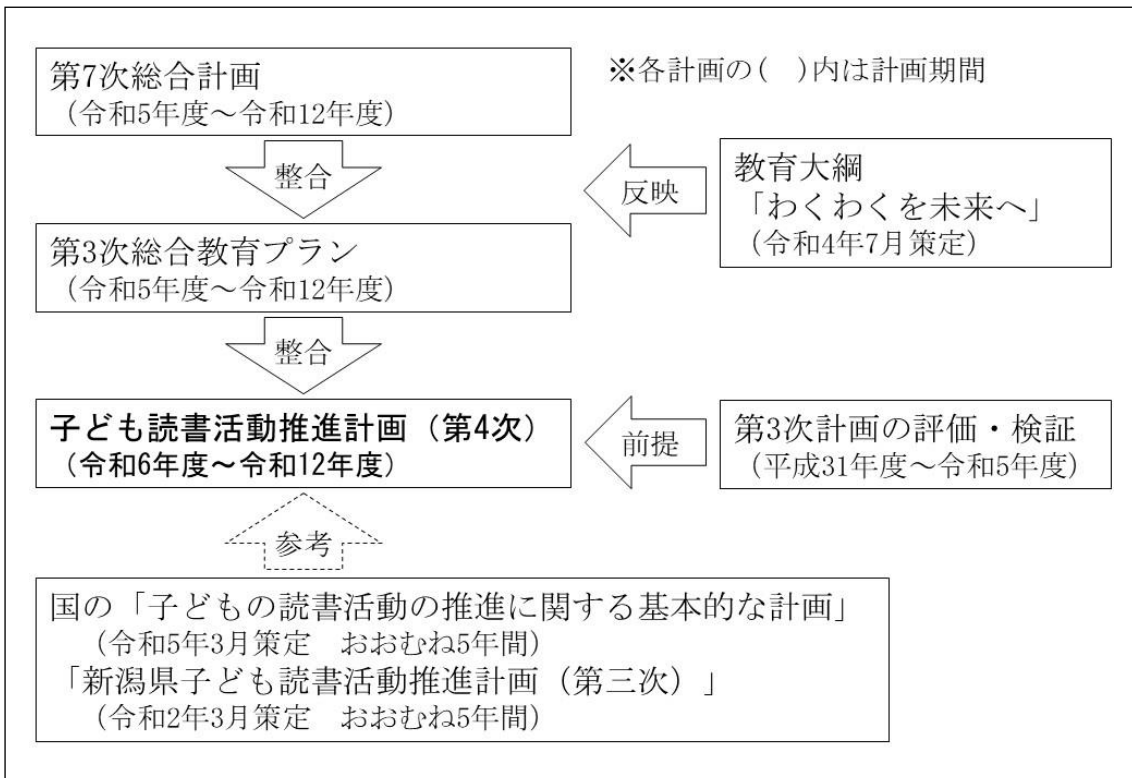 第7次総合計画
（令和5年度～令和12年度）
※各計画の（　）内は計画期間
整合
反映
教育大綱
「わくわくを未来へ」
（令和4年7月策定）
第3次総合教育プラン
（令和5年度～令和12年度）
整合
子ども読書活動推進計画（第4次）
（令和6年度～令和12年度）
前提
第3次計画の評価・検証
（平成31年度～令和5年度）
参考
国の「子どもの読書活動の推進に関する基本的な計画」
（令和5年3月策定　おおむね5年間）
「新潟県子ども読書活動推進計画（第三次）」
（令和2年3月策定　おおむね5年間）